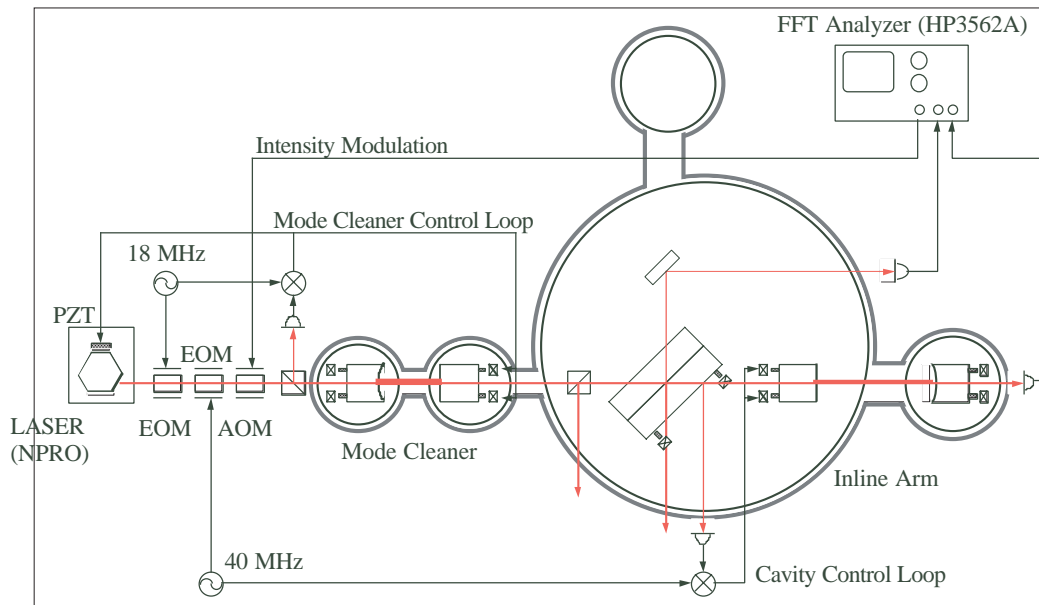 FFT Analyzer (HP3562A)
Intensity Modulation
Mode Cleaner Control Loop
18 MHz
PZT
EOM
LASER
(NPRO)
EOM
AOM
Mode Cleaner
Inline Arm
40 MHz
Cavity Control Loop